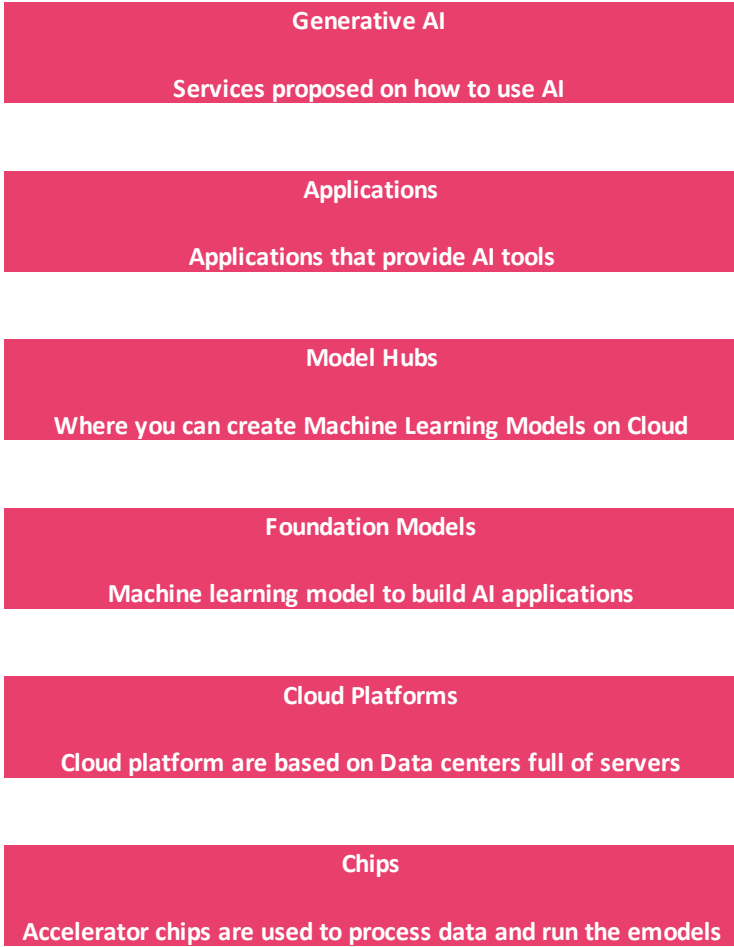 Generative AI
Services proposed on how to use AI
Applications
Applications that provide AI tools
Model Hubs
Where you can create Machine Learning Models on Cloud
Foundation Models
Machine learning model to build AI applications
Cloud Platforms
Cloud platform are based on Data centers full of servers
Chips
Accelerator chips are used to process data and run the emodels